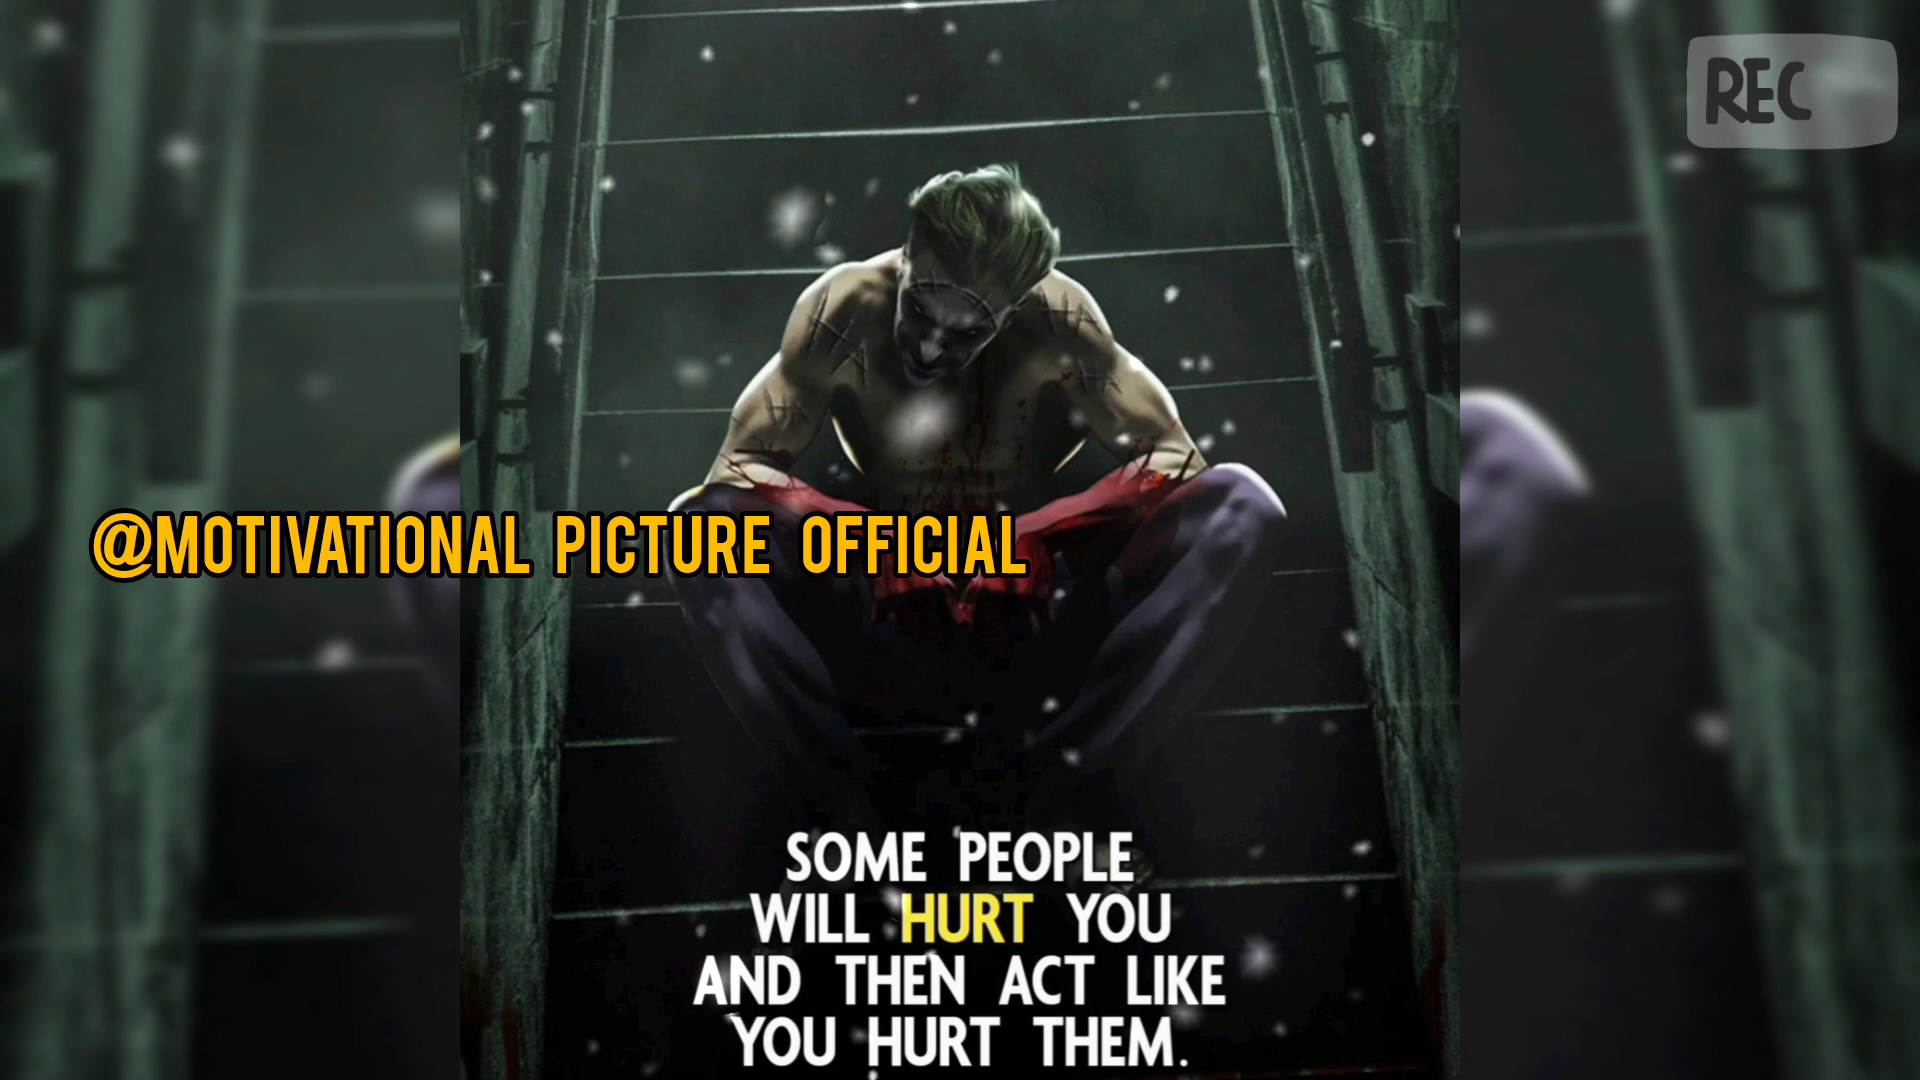 REC
@MOTIVATIONAL PICTURE OFFICIAL
SOME PEOPLE
WILL HURT YOU
AND THEN ACT LIKE
YOU HURT THEM.